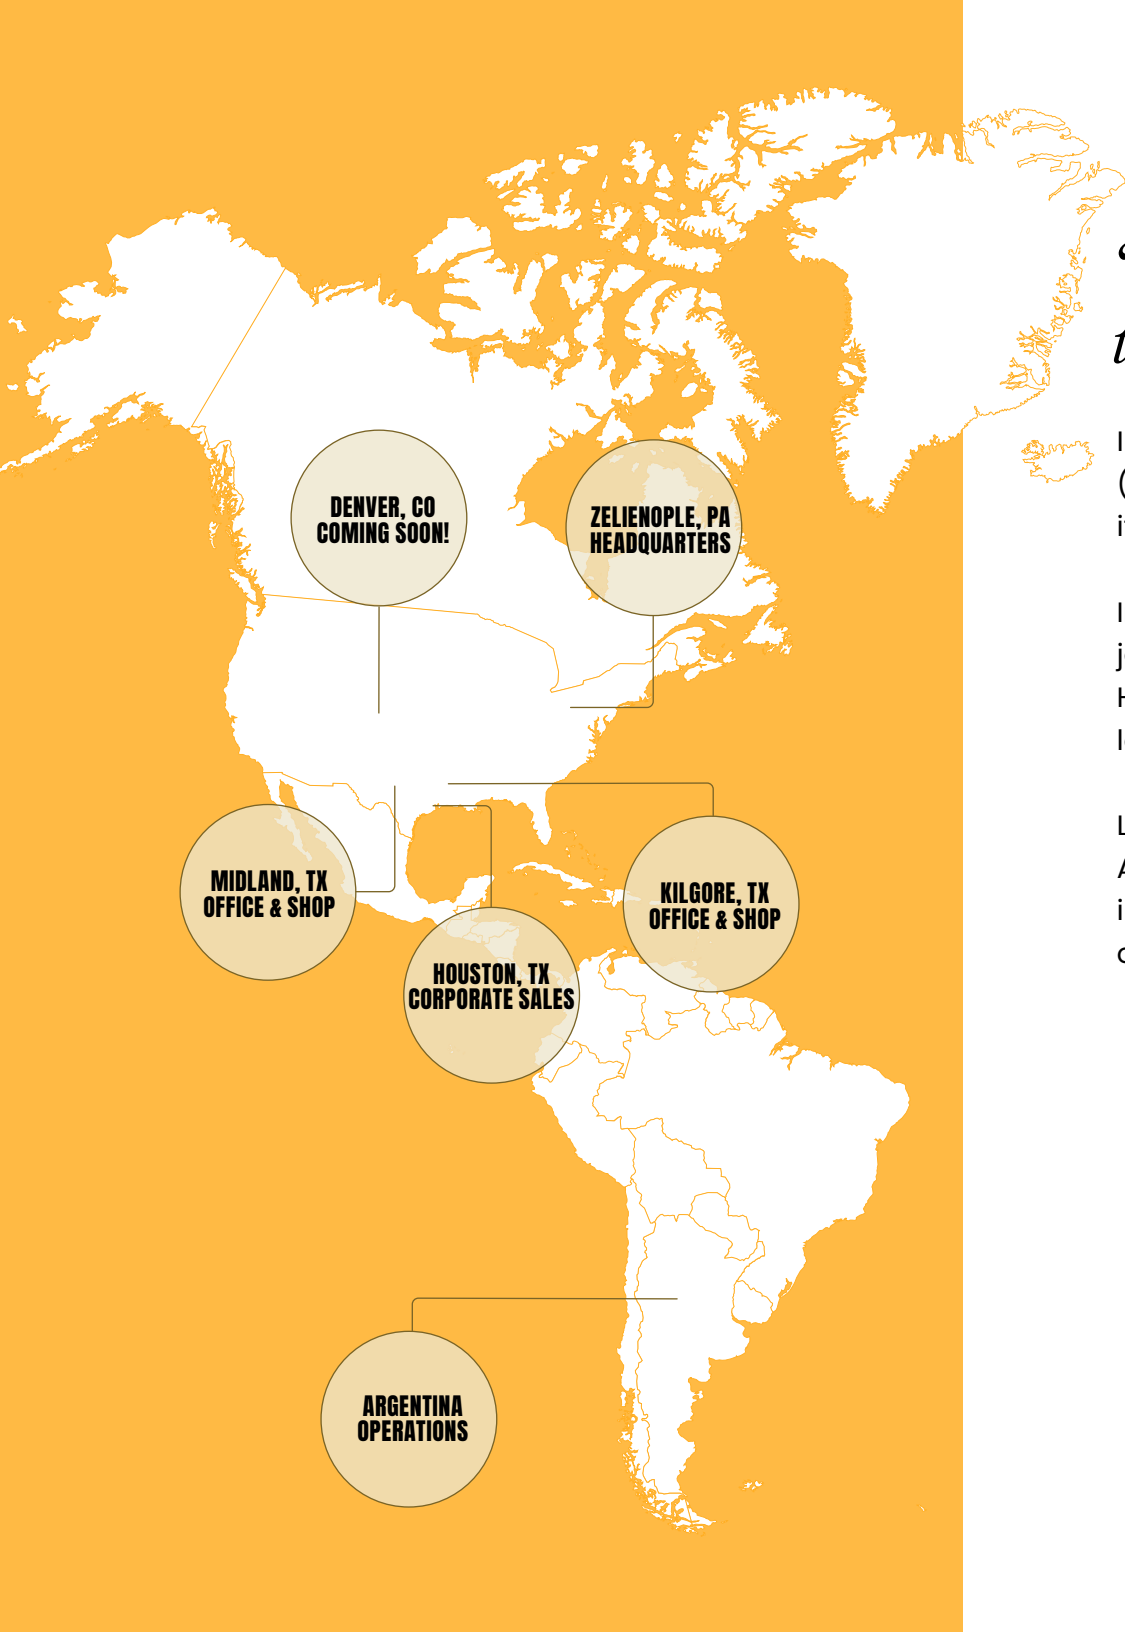 DENVER, CO
COMING SOON!
ZELIENOPLE, PA
HEADQUARTERS
MIDLAND, TX
OFFICE & SHOP
KILGORE, TX
OFFICE & SHOP
HOUSTON, TX
CORPORATE SALES
ARGENTINA
OPERATIONS